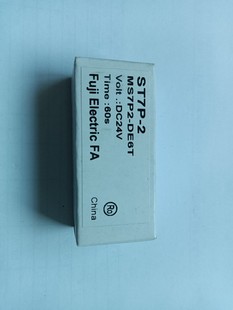 ST7P-2
MS7P2-DE6T
Volt.:DC24V
Time:60s
Fuji Electric FA
China